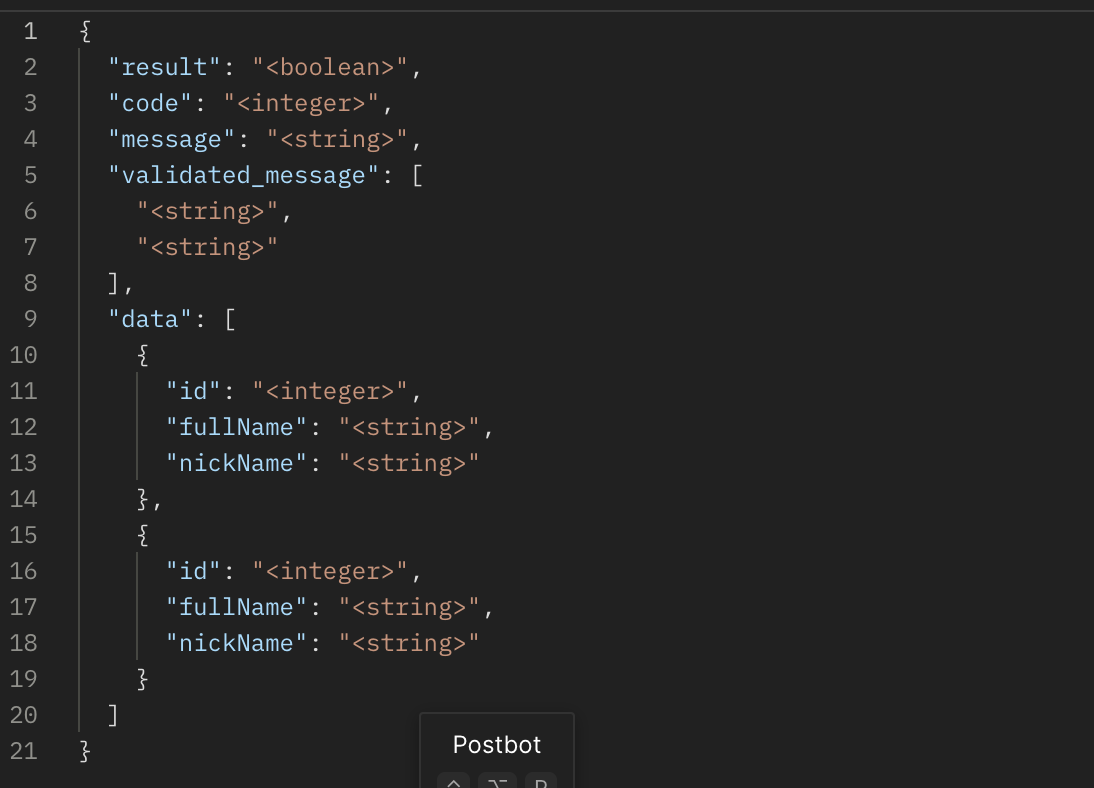 1 {
2 "result": "<boolean>",
3 "code": "<integer>",
4 "message": "<string>",
5 "validated_message": [
6 "<string>",
7 "<string>"
8 ],
9 "data": [
10 {
11 "id": "<integer>",
12 "fullName": "<string>",
13 "nickName": "<string>"
14 },
15 {
16 "id": "<integer>",
17 "fullName": "<string>",
18 "nickName": "<string>"
19 }
20 ]
21 }
Postbot